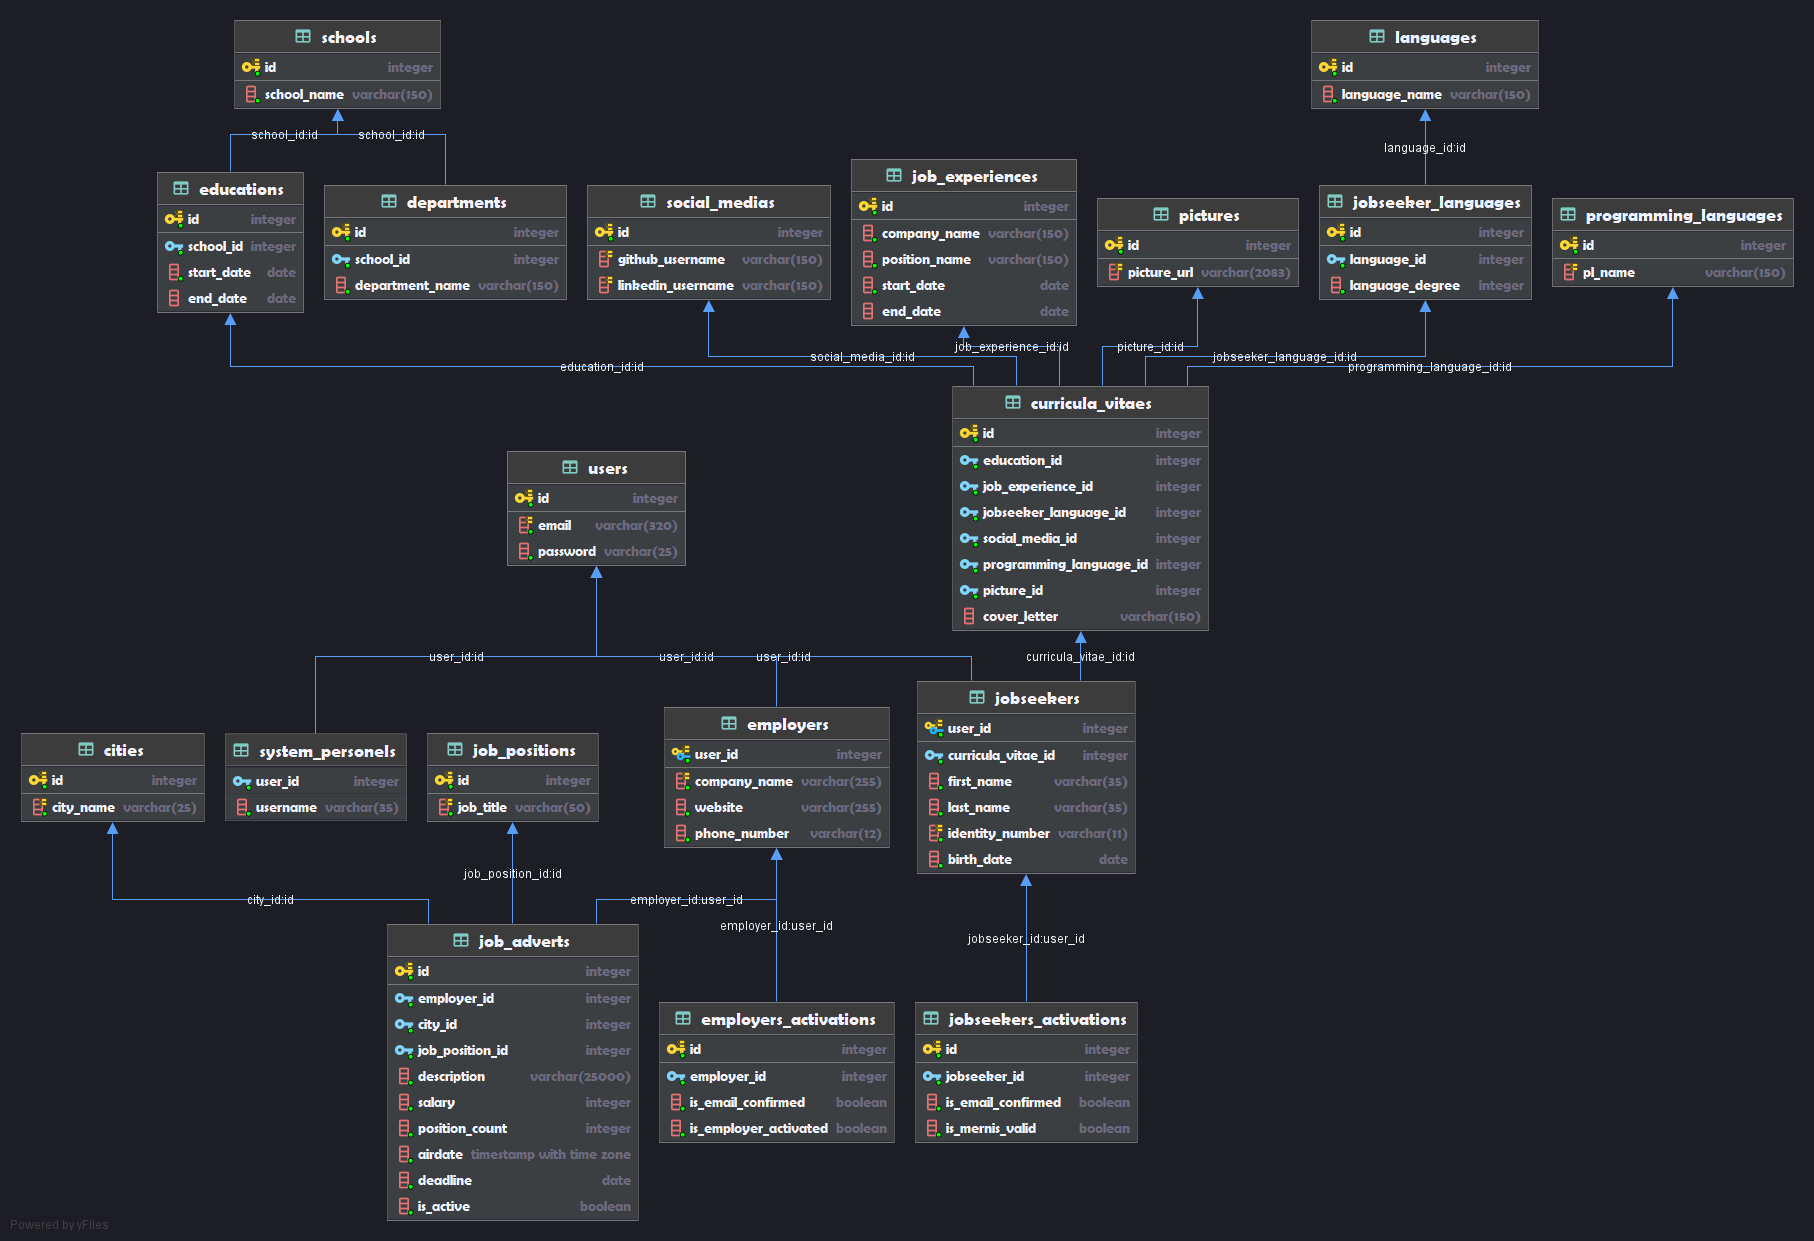 schools
id integer
school_name varchar(150)
languages
id integer
language_name varchar(150)
school_id:id
school_id:id
language_id:id
educations
id integer
school_id integer
start_date date
end_date date
departments
id integer
school_id integer
department_name varchar(150)
social_medias
id integer
github_username varchar(150)
linkedin_username varchar(150)
job_experiences
id integer
company_name varchar(150)
position_name varchar(150)
start_date date
end_date date
pictures
id integer
picture_url varchar(2083)
jobseeker_languages
id integer
language_id integer
language_degree integer
programming_languages
id integer
pl_name varchar(150)
education_id:id
social_media_id:id
job_experience_id:id
picture_id:id
jobseeker_language_id:id
programming_language_id:id
curricula_vitaes
id integer
education_id integer
job_experience_id integer
jobseeker_language_id integer
social_media_id integer
programming_language_id integer
picture_id integer
cover_letter varchar(150)
users
id integer
email varchar(320)
password varchar(25)
user_id:id
user_id:id
user_id:id
curricula_vitae_id:id
cities
id integer
city_name varchar(25)
system_personels
user_id integer
username varchar(35)
job_positions
id integer
job_title varchar(50)
employers
user_id integer
company_name varchar(255)
website varchar(255)
phone_number varchar(12)
jobseekers
user_id integer
curricula_vitae_id integer
first_name varchar(35)
last_name varchar(35)
identity_number varchar(11)
birth_date date
city_id:id
job_position_id:id
employer_id:user_id
employer_id:user_id
jobseeker_id:user_id
job_adverts
id integer
employer_id integer
city_id integer
job_position_id integer
description varchar(25000)
salary integer
position_count integer
airdate timestamp with time zone
deadline date
is_active boolean
employers_activations
id integer
employer_id integer
is_email_confirmed boolean
is_employer_activated boolean
jobseekers_activations
id integer
jobseeker_id integer
is_email_confirmed boolean
is_mernis_valid boolean
Powered by yFiles